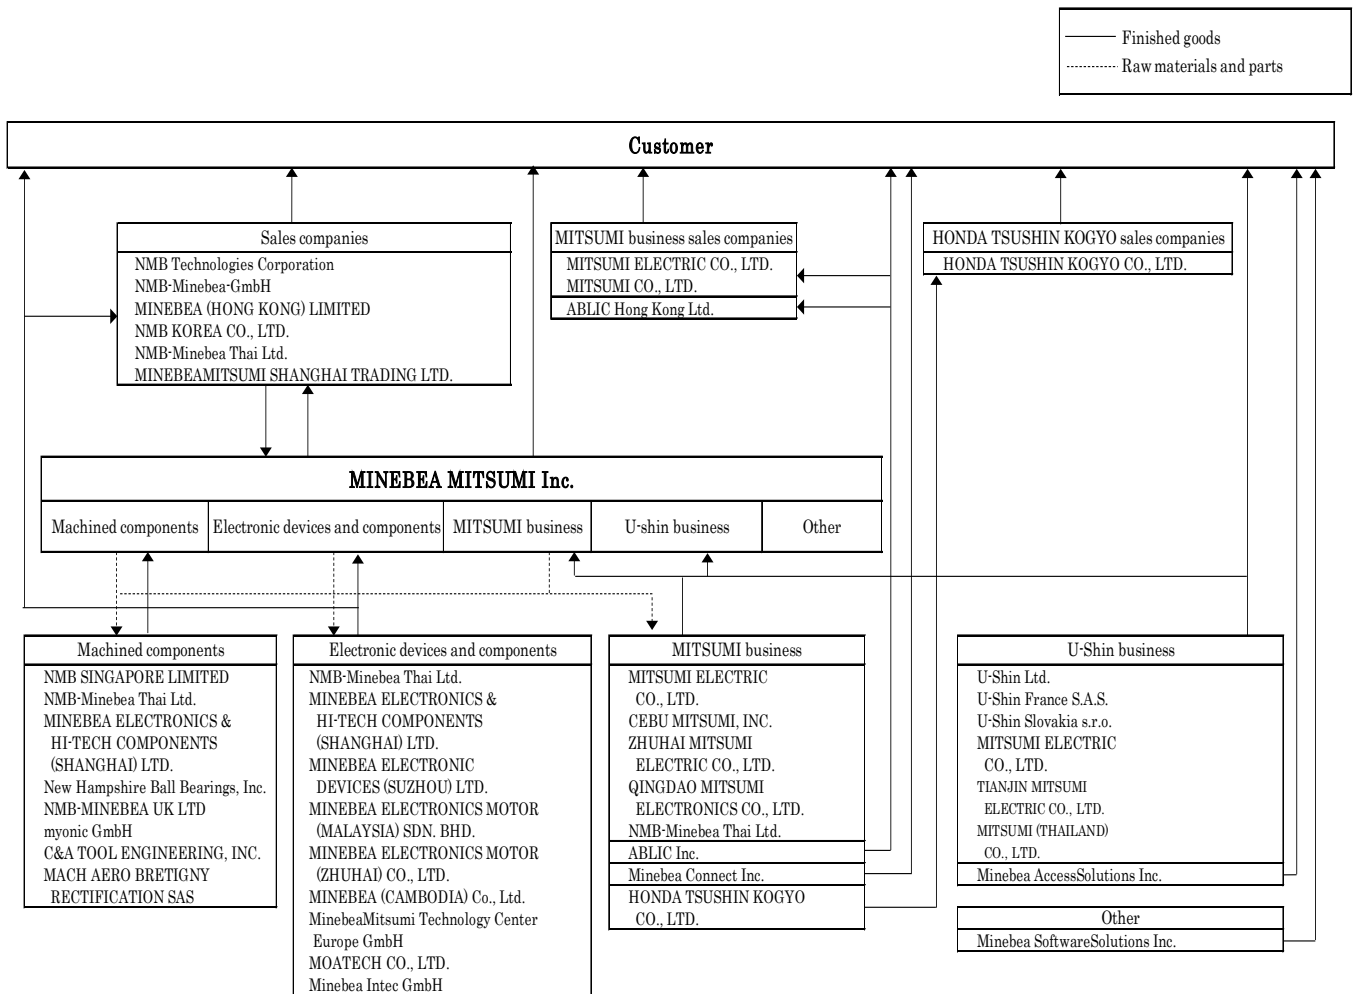 Finished goods
Raw materials and parts
Customer
Sales companies
NMB Technologies Corporation
NMB-Minebea-GmbH
MINEBEA (HONG KONG) LIMITED
NMB KOREA CO., LTD.
NMB-Minebea Thai Ltd.
MINEBEAMITSUMI SHANGHAI TRADING LTD.
MITSUMI business sales companies
MITSUMI ELECTRIC CO., LTD.
MITSUMI CO., LTD.
ABLIC Hong Kong Ltd.
HONDA TSUSHIN KOGYO sales companies
HONDA TSUSHIN KOGYO CO., LTD.
MINEBEA MITSUMI Inc.
Machined components
Electronic devices and components
MITSUMI business
U-shin business
Other
Machined components
NMB SINGAPORE LIMITED
NMB-Minebea Thai Ltd.
MINEBEA ELECTRONICS &
HI-TECH COMPONENTS
(SHANGHAI) LTD.
New Hampshire Ball Bearings, Inc.
NMB-MINEBEA UK LTD
myonic GmbH
C&A TOOL ENGINEERING, INC.
MACH AERO BRETIGNY
RECTIFICATION SAS
Electronic devices and components
NMB-Minebea Thai Ltd.
MINEBEA ELECTRONICS &
HI-TECH COMPONENTS
(SHANGHAI) LTD.
MINEBEA ELECTRONIC
DEVICES (SUZHOU) LTD.
MINEBEA ELECTRONICS MOTOR
(MALAYSIA) SDN. BHD.
MINEBEA ELECTRONICS MOTOR
(ZHUHAI) CO., LTD.
MINEBEA (CAMBODIA) Co., Ltd.
MinebeaMitsumi Technology Center
Europe GmbH
MOATECH CO., LTD.
Minebea Intec GmbH
MITSUMI business
MITSUMI ELECTRIC
CO., LTD.
CEBU MITSUMI, INC.
ZHUHAI MITSUMI
ELECTRIC CO., LTD.
QINGDAO MITSUMI
ELECTRONICS CO., LTD.
NMB-Minebea Thai Ltd.
ABLIC Inc.
Minebea Connect Inc.
HONDA TSUSHIN KOGYO
CO., LTD.
U-Shin business
U-Shin Ltd.
U-Shin France S.A.S.
U-Shin Slovakia s.r.o.
MITSUMI ELECTRIC
CO., LTD.
TIANJIN MITSUMI
ELECTRIC CO., LTD.
MITSUMI (THAILAND)
CO., LTD.
Minebea AccessSolutions Inc.
Other
Minebea SoftwareSolutions Inc.